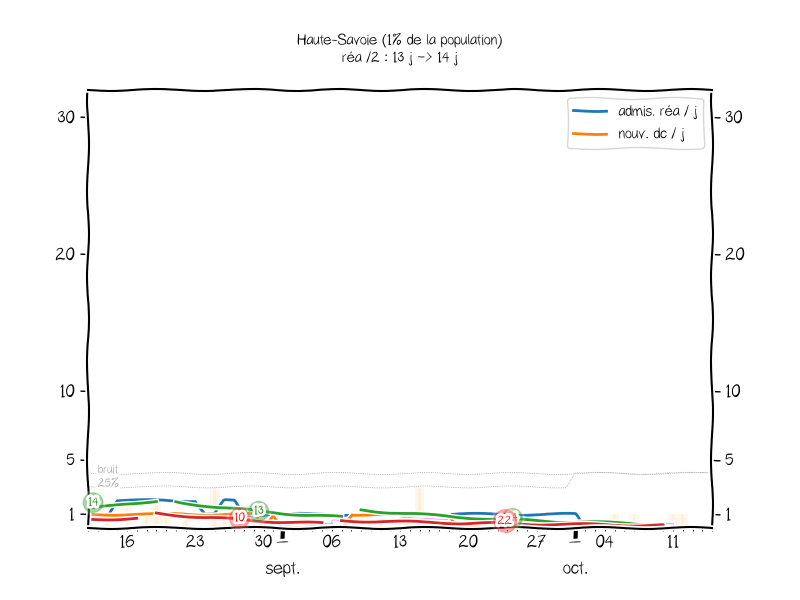 Haute-Savoie (1% de la population)
réa /2 : 13 j -> 14 j
admis. réa / j
nouv. dc / j
30
30
20
20
10
10
5
5
bruit
25%
14
13
10
22
1
1
16 23 30 06 13 20 27 04 11
sept. oct.